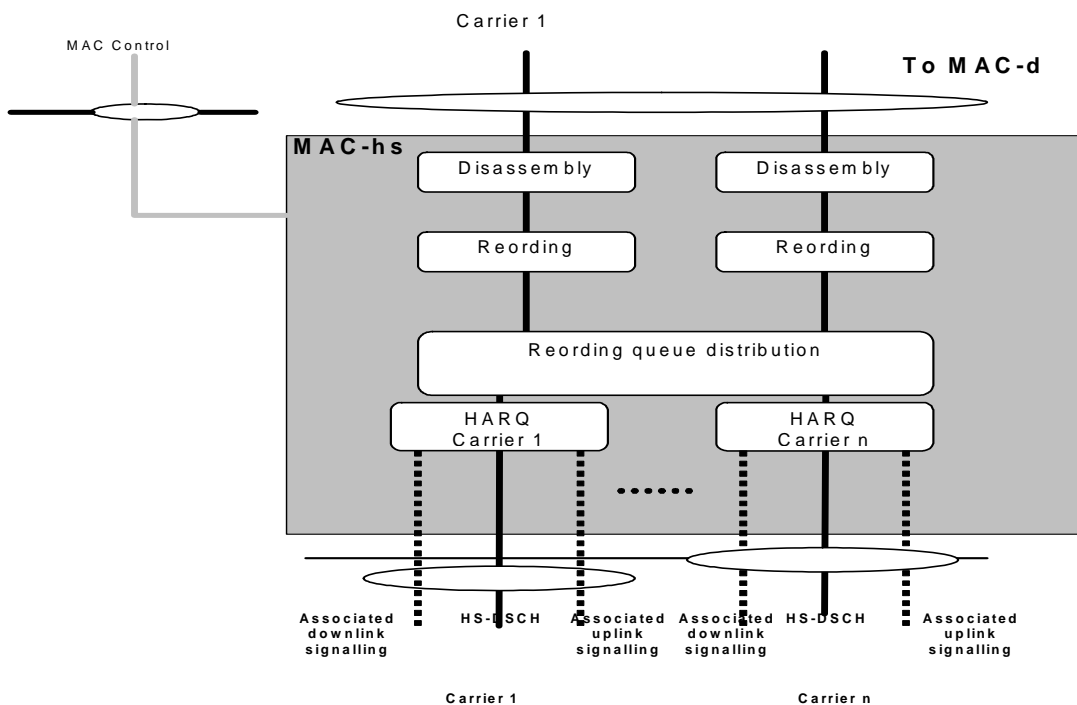 Carrier 1
MAC Control
To MAC-d
MAC-hs
Disassembly
Disassembly
Reording
Reording
Reording queue distribution
HARQ
Carrier 1
HARQ
Carrier n
Associated
downlink
signalling
HS-DSCH
Associated
uplink
signalling
Associated
downlink
signalling
HS-DSCH
Associated
uplink
signalling
Carrier 1
Carrier n